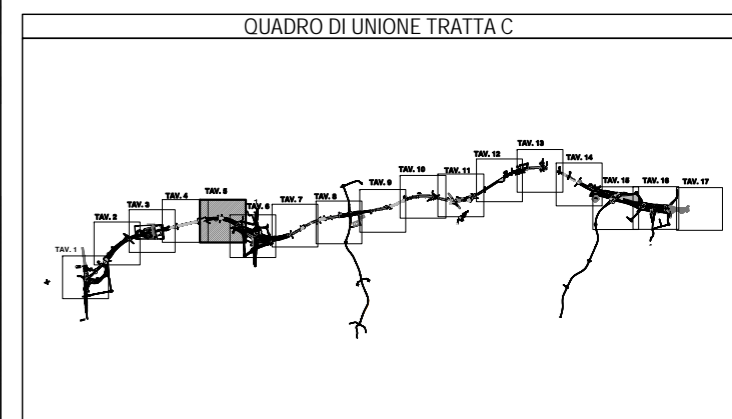 QUADRO DI UNIONE TRATTA C
TAV. 1
TAV. 2
TAV. 3
TAV. 4
TAV. 5
TAV. 6
TAV. 7
TAV. 8
TAV. 9
TAV. 10
TAV. 11
TAV. 12
TAV. 13
TAV. 14
TAV. 15
TAV. 16
TAV. 17